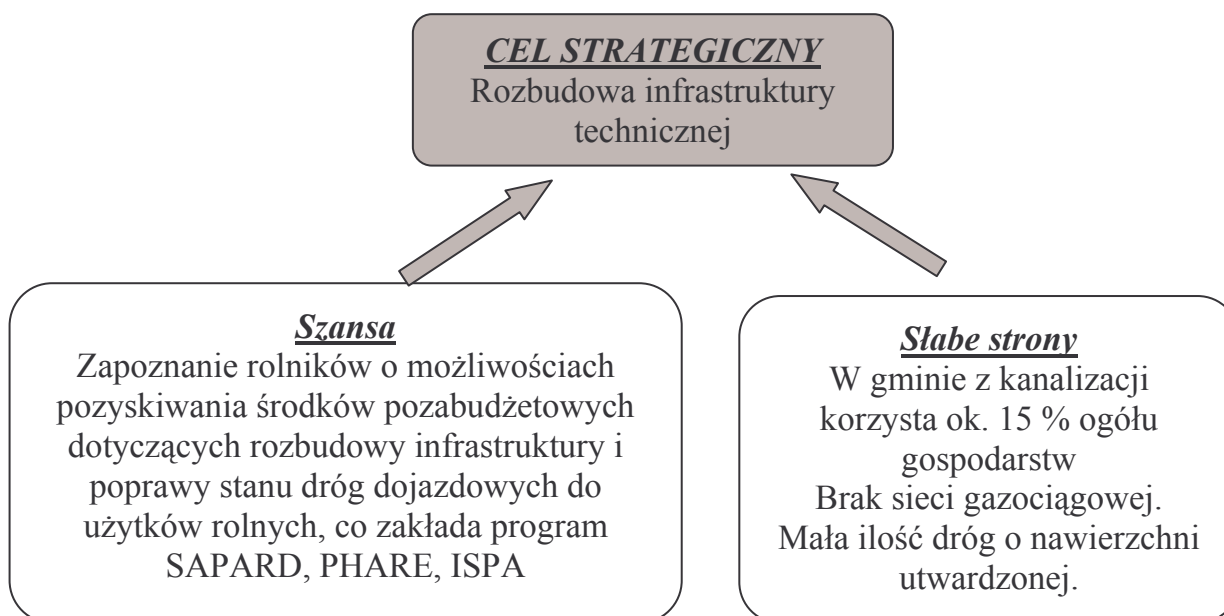 CEL STRATEGICZNY
Rozbudowa infrastruktury
technicznej
Szansa
Zapoznanie rolników o możliwościach
pozyskiwania środków pozabudżetowych
dotyczących rozbudowy infrastruktury i
poprawy stanu dróg dojazdowych do
użytków rolnych, co zakłada program
SAPARD, PHARE, ISPA
Słabe strony
W gminie z kanalizacji
korzysta ok. 15 % ogółu
gospodarstw
Brak sieci gazociągowej.
Mała ilość dróg o nawierzchni
utwardzonej.